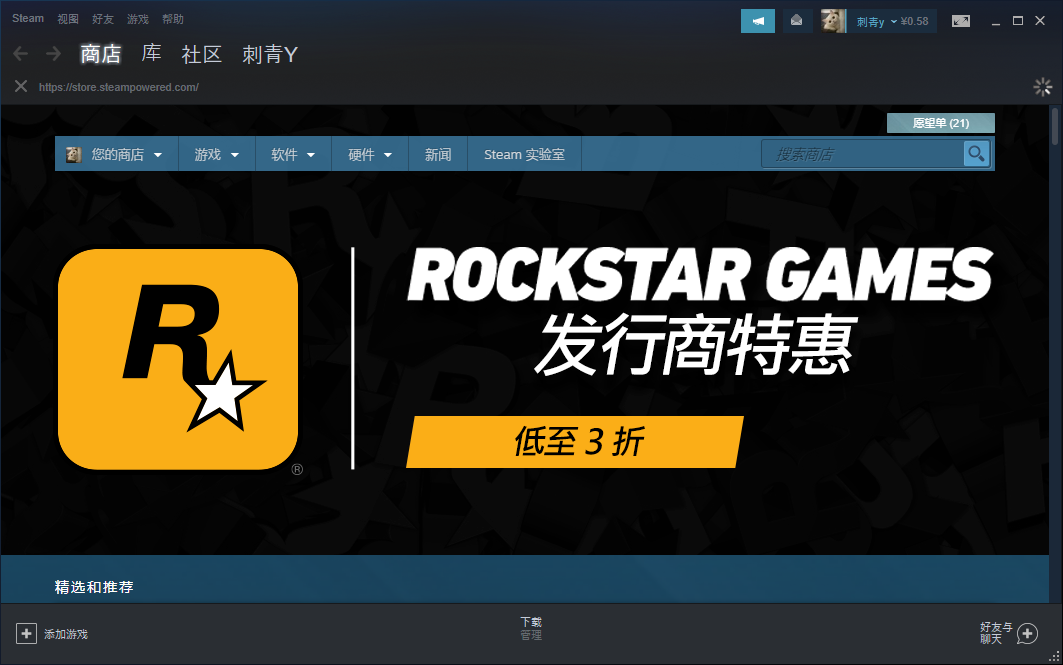 Steam 视图 好友 游戏 帮助
刺青y ¥0.58
商店 库 社区 刺青Y
https://store.steampowered.com/
愿望单 (21)
您的商店 游戏 软件 硬件 新闻 Steam 实验室 搜索商店
ROCKSTAR GAMES
发行商特惠
R
®
低至 3 折
精选和推荐
下载
管理
添加游戏
好友与
聊天